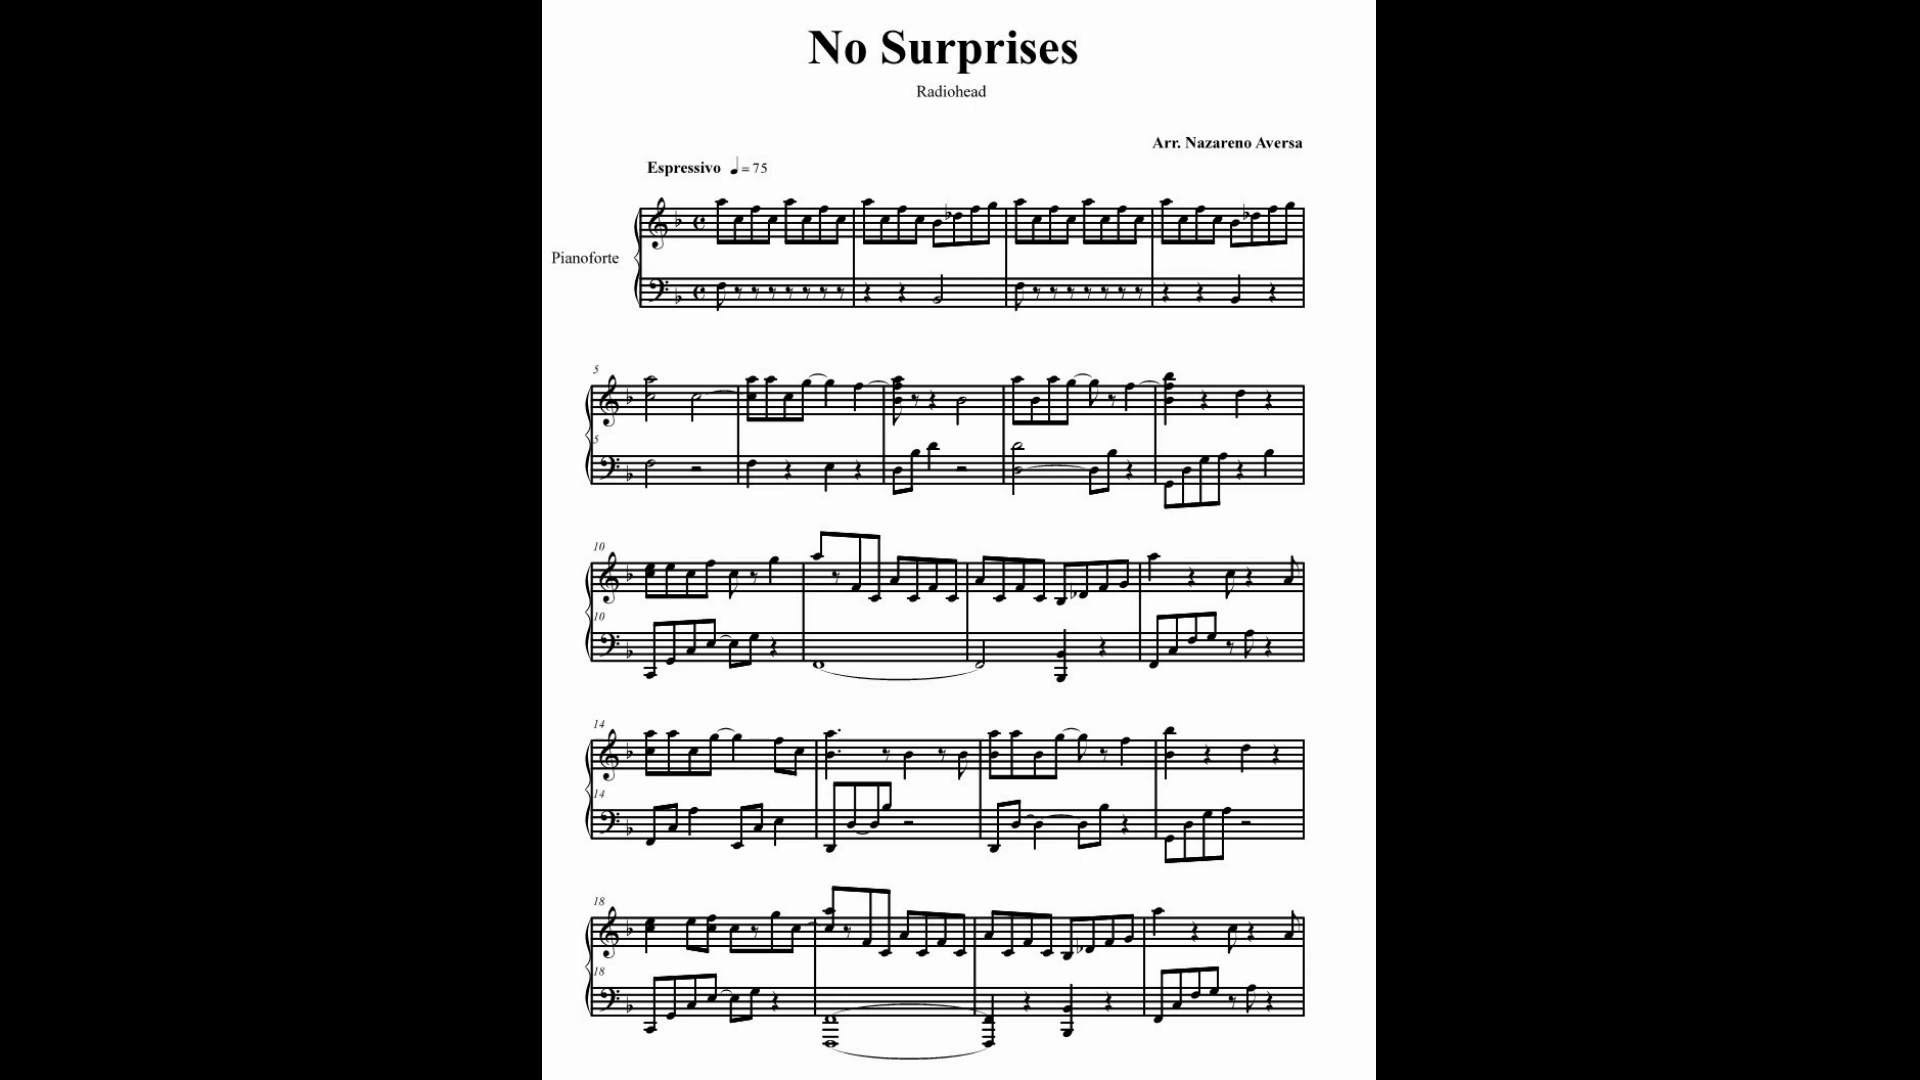 No Surprises
Radiohead
Arr. Nazareno Aversa
Espressivo ♩ = 75
Pianoforte
5
5
10
10
14
14
18
18